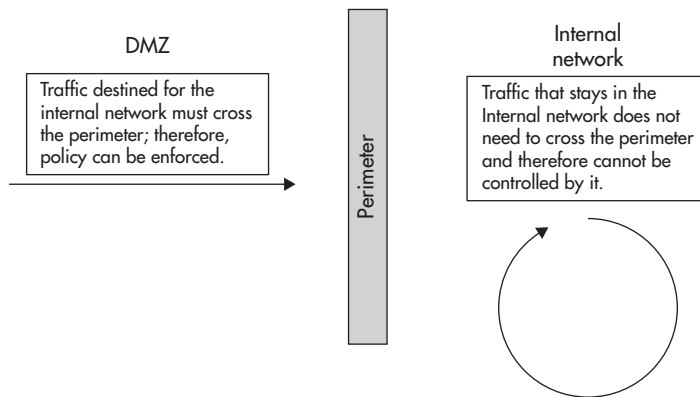 DMZ
Traffic destined for the
internal network must cross
the perimeter; therefore,
policy can be enforced.
Perimeter
Internal
network
Traffic that stays in the
Internal network does not
need to cross the perimeter
and therefore cannot be
controlled by it.